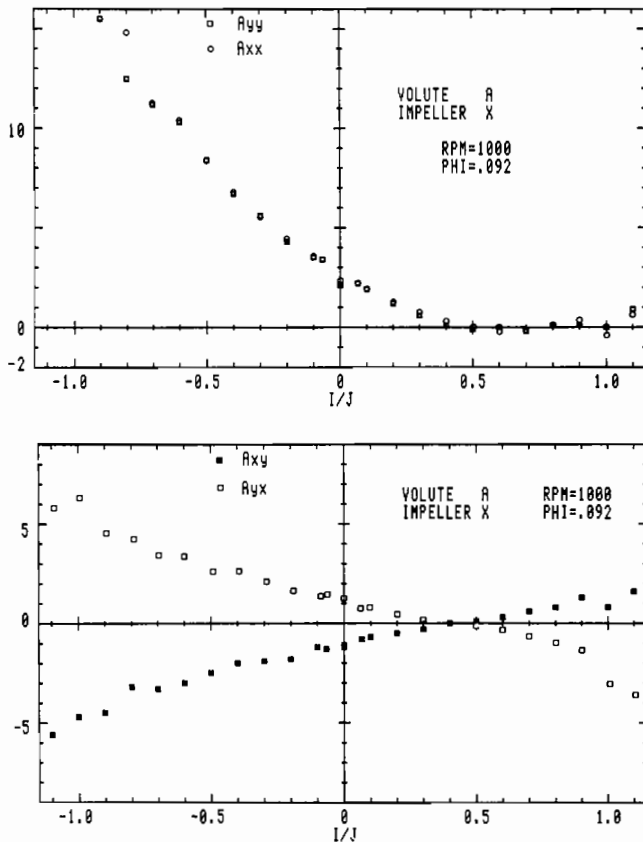 Ayy
Axx
VOLUTE A
IMPELLER X
RPM=1000
PHI=.092
10
0
-2
-1.0 -0.5 0 0.5 1.0
I/J
Axy
Ayx
VOLUTE A RPM=1000
IMPELLER X PHI=.092
5
0
-5
-1.0 -0.5 0 0.5 1.0
I/J